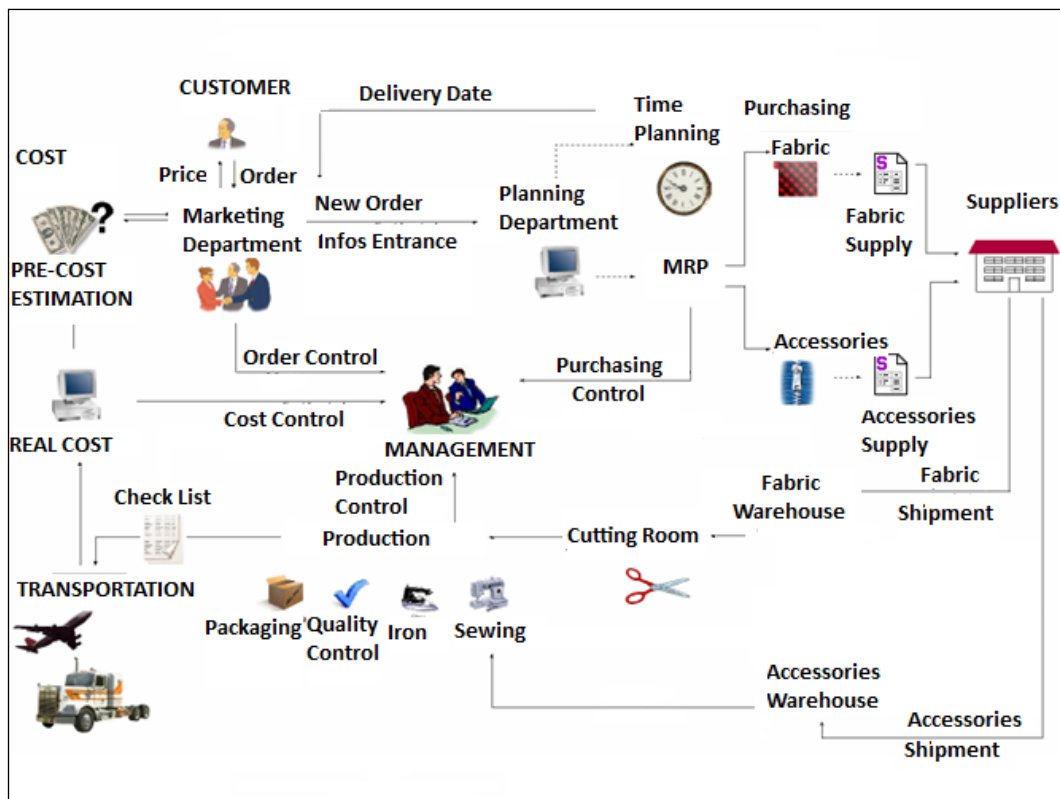 CUSTOMER
Delivery Date
Time
Planning
Purchasing
Fabric
COST
Price
Order
?
Marketing
Department
New Order
Infos Entrance
Planning
Department
S
Fabric
Supply
Suppliers
PRE-COST
ESTIMATION
MRP
Order Control
Purchasing
Control
Accessories
S
Accessories
Supply
Cost Control
REAL COST
MANAGEMENT
Production
Control
Check List
Production
Cutting Room
Fabric
Warehouse
Fabric
Shipment
TRANSPORTATION
Packaging
Quality
Control
Iron
Sewing
Accessories
Warehouse
Accessories
Shipment